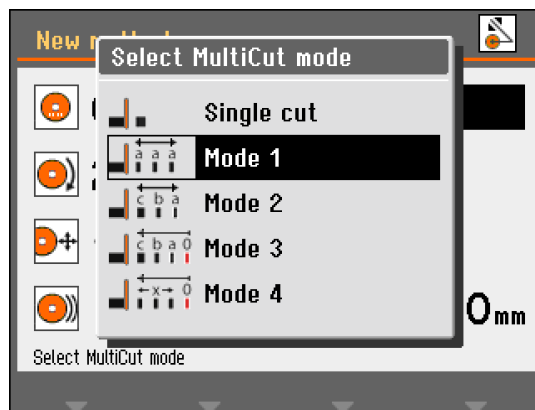 New
Select MultiCut mode
Single cut
a a a Mode 1
c b a Mode 2
c b a 0 Mode 3
x 0 Mode 4
0mm
Select MultiCut mode